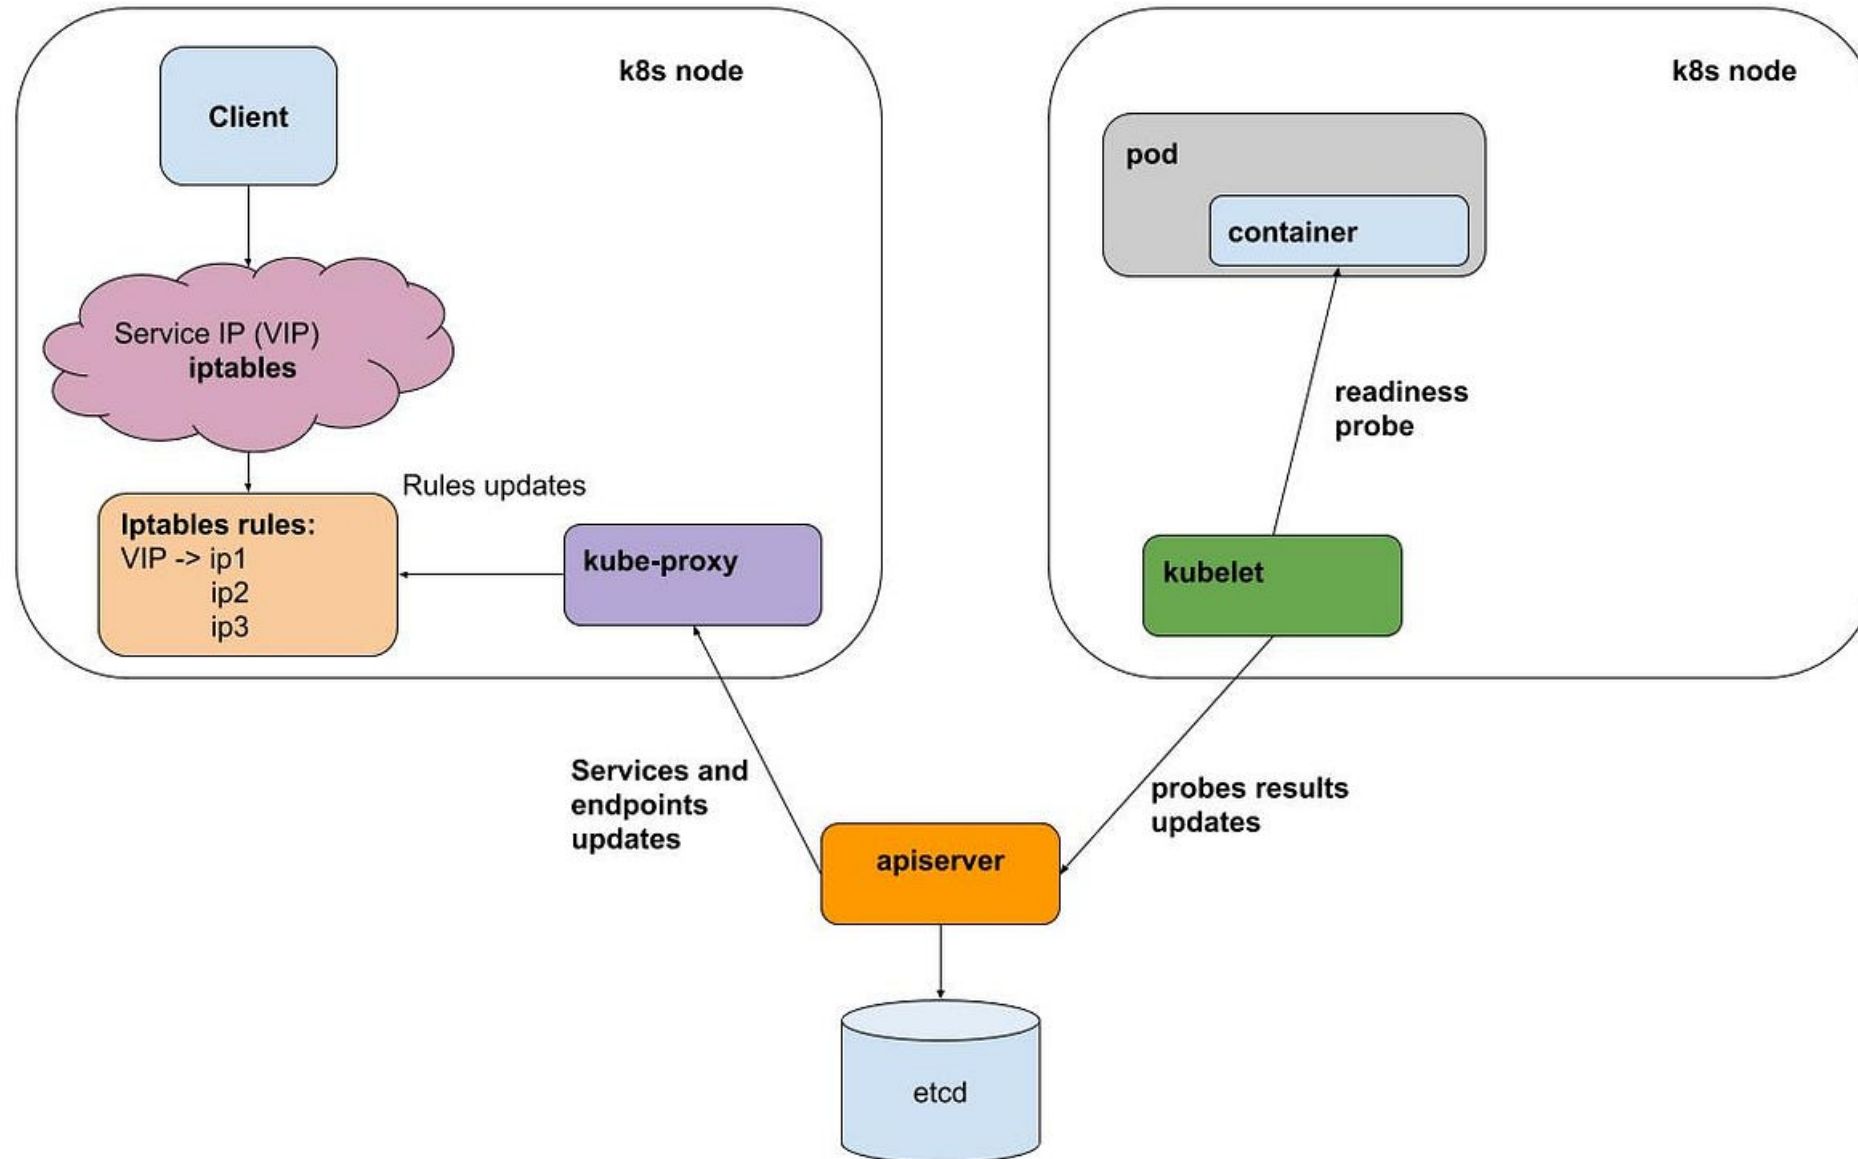 k8s node
Client
Service IP (VIP)
iptables
Rules updates
Iptables rules:
VIP -> ip1
ip2
ip3
kube-proxy
k8s node
pod
container
readiness
probe
kubelet
Services and
endpoints
updates
probes results
updates
apiserver
etcd